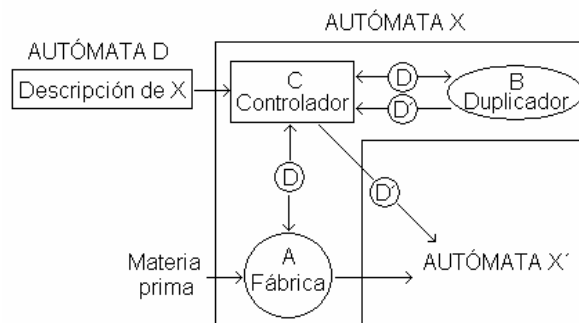 AUTÓMATA X
AUTÓMATA D
Descripción de X
C
Controlador
D
D´
B
Duplicador
D
D´
Materia
prima
A
Fábrica
AUTÓMATA X´